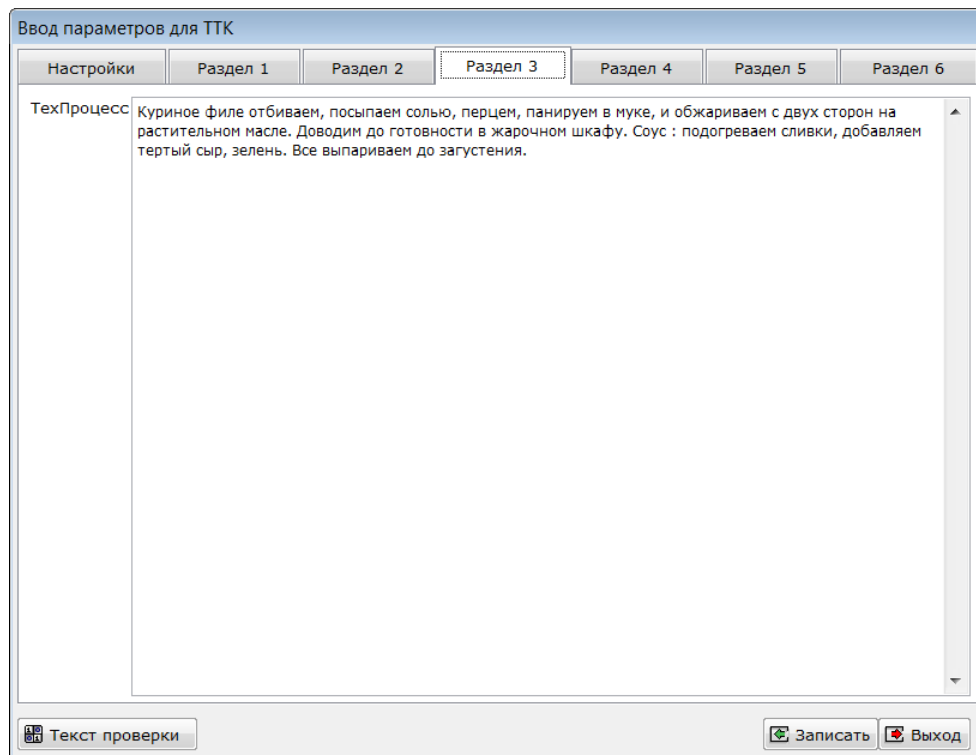 Ввод параметров для ТТК
Настройки
Раздел 1
Раздел 2
Раздел 3
Раздел 4
Раздел 5
Раздел 6
ТехПроцесс
Куриное филе отбиваем, посыпаем солью, перцем, панируем в муке, и обжариваем с двух сторон на
растительном масле. Доводим до готовности в жарочном шкафу. Соус : подогреваем сливки, добавляем
тертый сыр, зелень. Все выпариваем до загустения.
Текст проверки
Записать
Выход